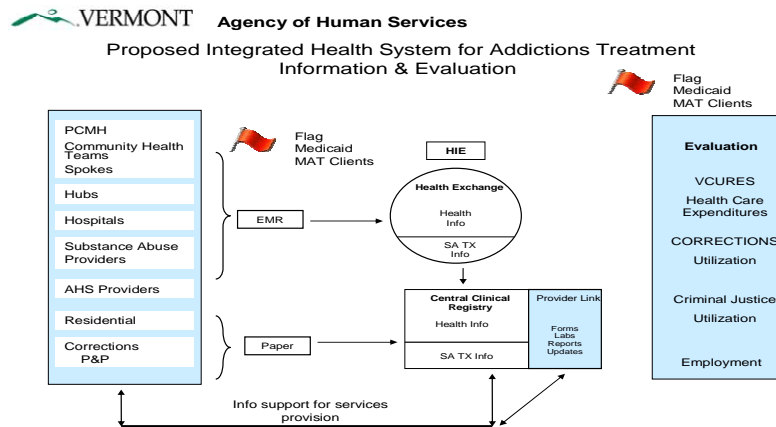 VERMONT
Agency of Human Services
Proposed Integrated Health System for Addictions Treatment
Information & Evaluation
PCMH
Community Health
Teams
Spokes
Hubs
Hospitals
Substance Abuse
Providers
AHS Providers
Residential
Corrections
P&P
Flag
Medicaid
MAT Clients
EMR
Paper
HIE
Health Exchange
Health
Info
SA TX
Info
Central Clinical
Registry
Health Info
SA TX Info
Provider Link
Forms
Labs
Reports
Updates
Info support for services
provision
Flag
Medicaid
MAT Clients
Evaluation
VCURES
Health Care
Expenditures
CORRECTIONS
Utilization
Criminal Justice
Utilization
Employment